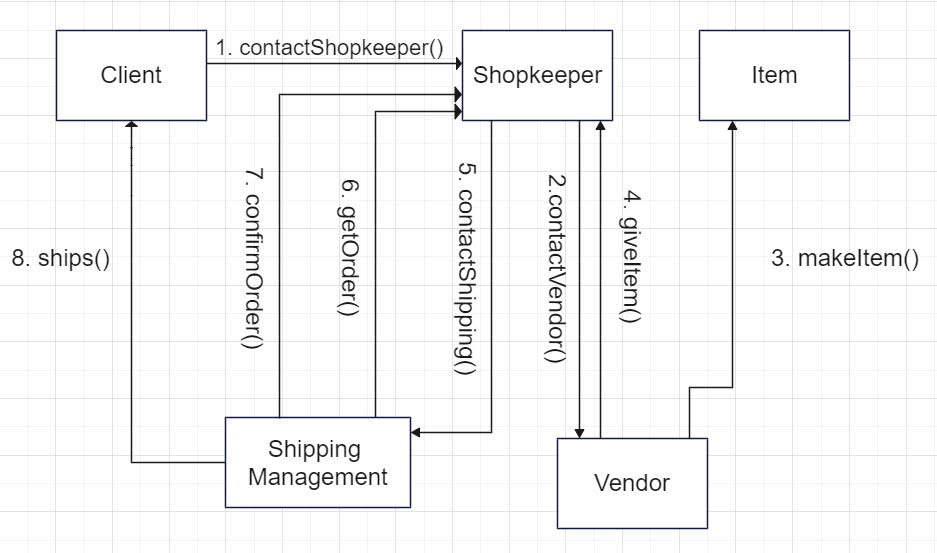 1. contactShopkeeper()
Client
Shopkeeper
Item
7. confirmOrder()
6. getOrder()
5. contactShipping()
2.contactVendor()
4. giveItem()
8. ships()
3. makeItem()
Shipping
Management
Vendor